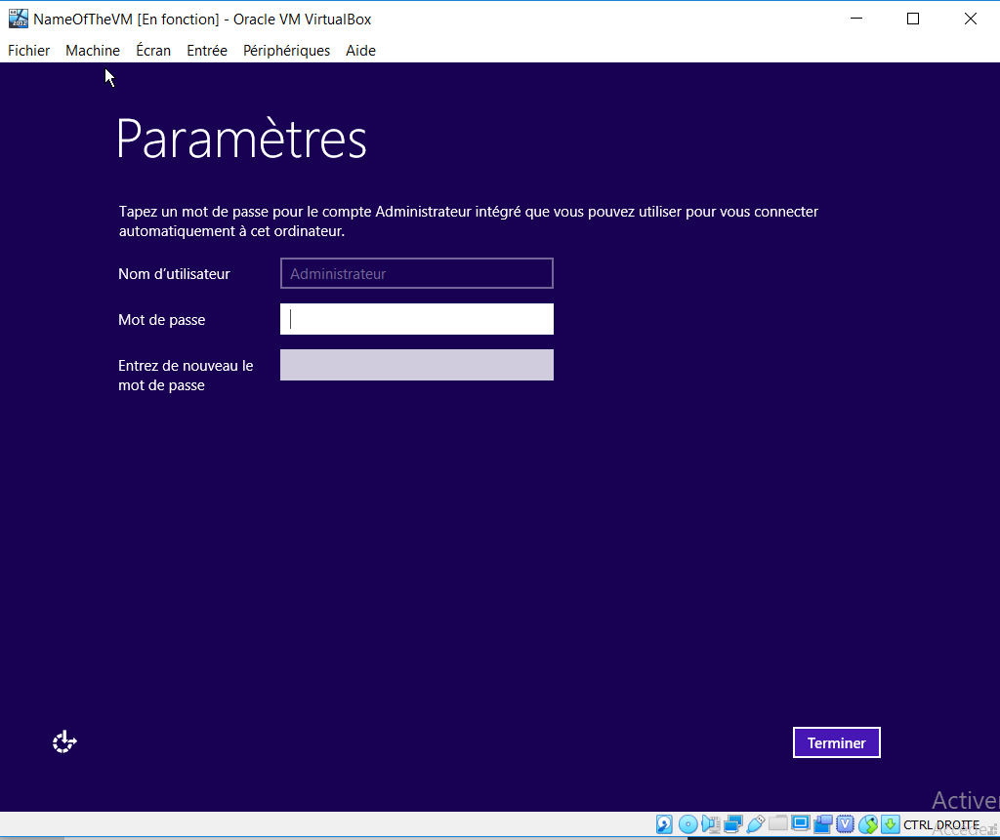 NameOfTheVM [En fonction] - Oracle VM VirtualBox
Fichier Machine Écran Entrée Périphériques Aide
Paramètres
Tapez un mot de passe pour le compte Administrateur intégré que vous pouvez utiliser pour vous connecter
automatiquement à cet ordinateur.
Nom d'utilisateur Administrateur
Mot de passe
Entrez de nouveau le
mot de passe
Terminer
Activer
CTRL DROITE